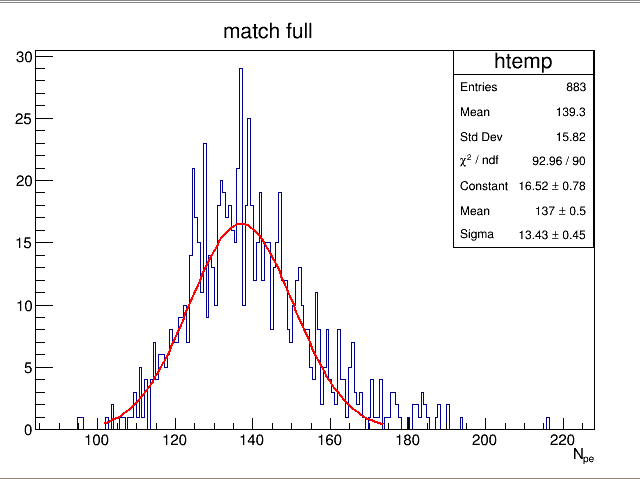 match full
htemp
Entries 883
Mean 139.3
Std Dev 15.82
χ² / ndf 92.96 / 90
Constant 16.52 ± 0.78
Mean 137 ± 0.5
Sigma 13.43 ± 0.45
30
25
20
15
10
5
0
100 120 140 160 180 200 220
Npe